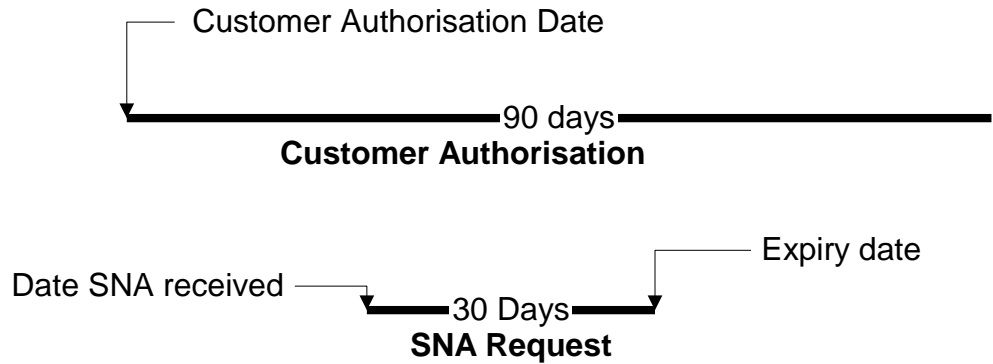 Customer Authorisation Date
90 days
Customer Authorisation
Expiry date
Date SNA received
30 Days
SNA Request